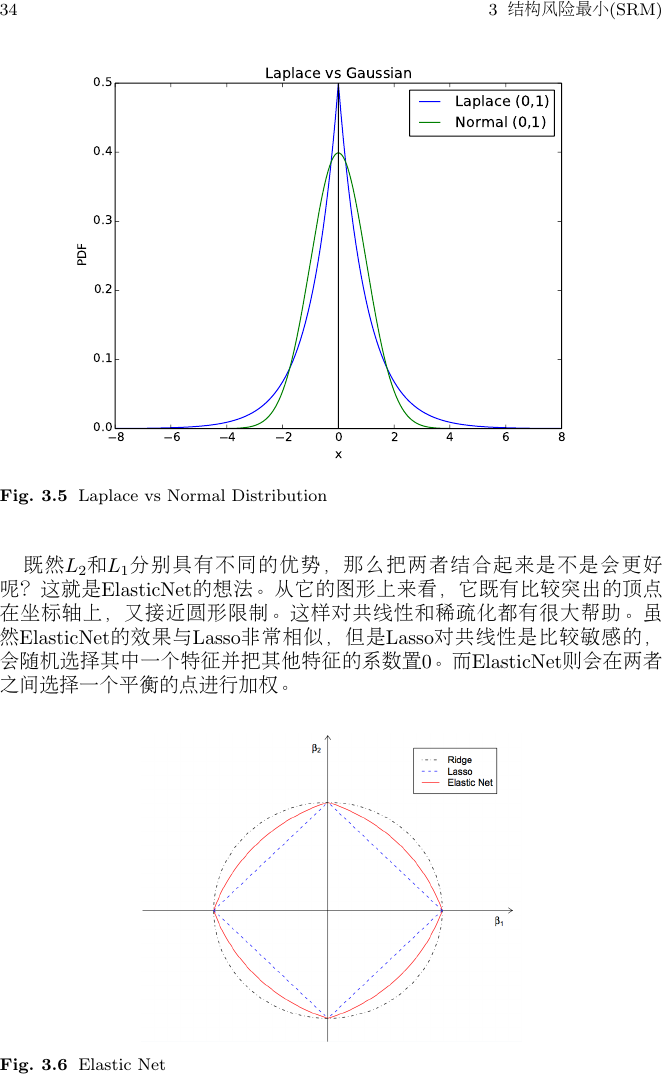 34
3 结构风险最小(SRM)
Laplace vs Gaussian
0.5
0.4
0.3
0.2
0.1
0.0
PDF
Laplace (0,1)
Normal (0,1)
−8 −6 −4 −2 0 2 4 6 8
x
Fig. 3.5 Laplace vs Normal Distribution
既然L2和L1分别具有不同的优势，那么把两者结合起来是不是会更好
呢？这就是ElasticNet的想法。从它的图形上来看，它既有比较突出的顶点
在坐标轴上，又接近圆形限制。这样对共线性和稀疏化都有很大帮助。虽
然ElasticNet的效果与Lasso非常相似，但是Lasso对共线性是比较敏感的，
会随机选择其中一个特征并把其他特征的系数置0。而ElasticNet则会在两者
之间选择一个平衡的点进行加权。
β2
Ridge
Lasso
Elastic Net
β1
Fig. 3.6 Elastic Net